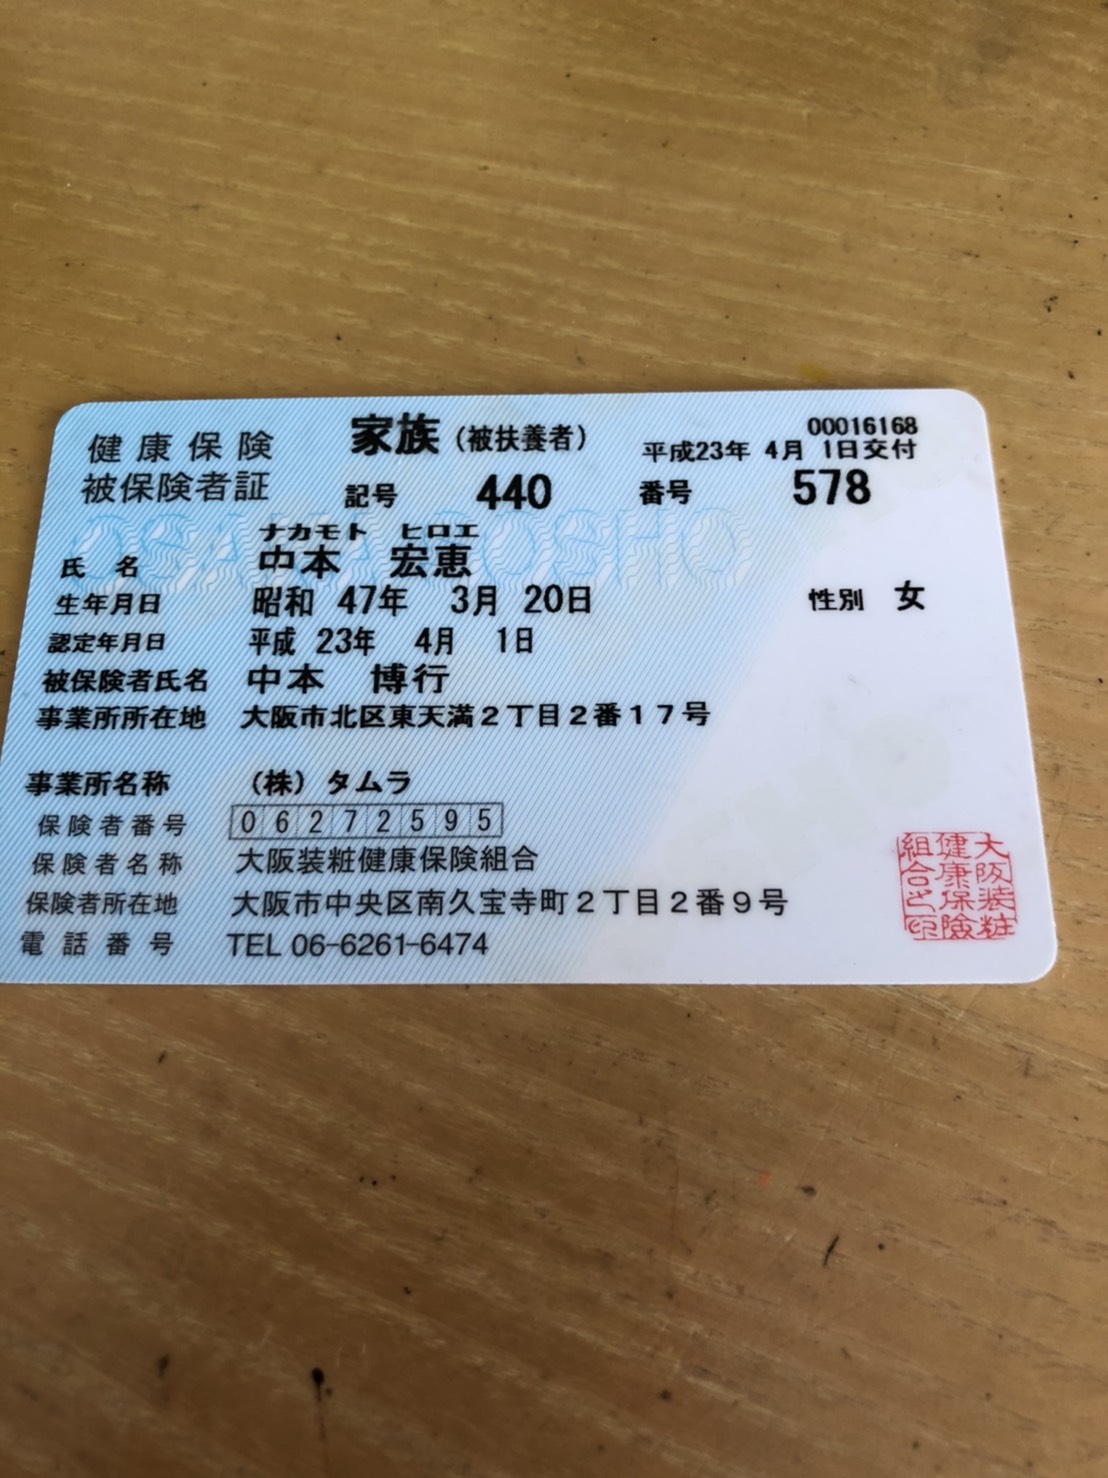 00016168
健康保険 家族（被扶養者） 平成23年 4月 1日交付
被保険者証 記号 440 番号 578
ナカモト ヒロエ
氏名 中本 宏恵
生年月日 昭和 47年 3月 20日 性別 女
認定年月日 平成 23年 4月 1日
被保険者氏名 中本 博行
事業所所在地 大阪市北区東天満２丁目２番１７号
事業所名称 （株）タムラ
保険者番号 06272595
保険者名称 大阪装粧健康保険組合
保険者所在地 大阪市中央区南久宝寺町２丁目２番９号
電話番号 TEL 06-6261-6474
大阪装粧
健康保險
組合之印